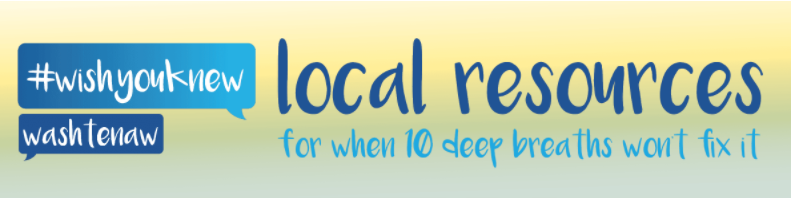 #wishyouknew
washtenaw
local resources
for when 10 deep breaths won't fix it